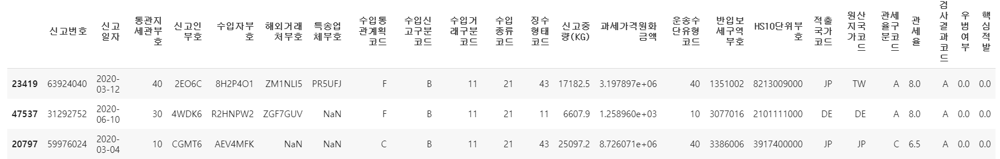 신고번호
신고
일자
통관지
세관부
호
신고인
부호
수입자부
호
해외거래
처부호
특송업
체부호
수입통
관계획
코드
수입신
고구분
코드
수입거
래구분
코드
수입
종류
코드
징수
형태
코드
신고중
량(KG)
과세가격원화
금액
운송수
단유형
코드
반입보
세구역
부호
HS10단위부
호
적출
국가
코드
원산
지국
가코
드
관세
율구
분코
드
관
세
율
검
사
결
과
코
드
우
범
여
부
핵
심
적
발
23419 63924040 2020-
03-12 40 2EO6C 8H2P4O1 ZM1NLI5 PR5UFJ F B 11 21 43 17182.5 3.197897e+06 40 1351002 8213009000 JP TW A 8.0 A 0.0 0.0
47537 31292752 2020-
06-10 30 4WDK6 R2HNPW2 ZGF7GUV NaN F B 11 21 11 6607.9 1.258960e+03 10 3077016 2101111000 DE DE A 8.0 A 0.0 0.0
20797 59976024 2020-
03-04 10 CGMT6 AEV4MFK NaN NaN C B 11 21 43 25097.2 8.726071e+06 40 3386006 3917400000 JP JP C 6.5 A 0.0 0.0